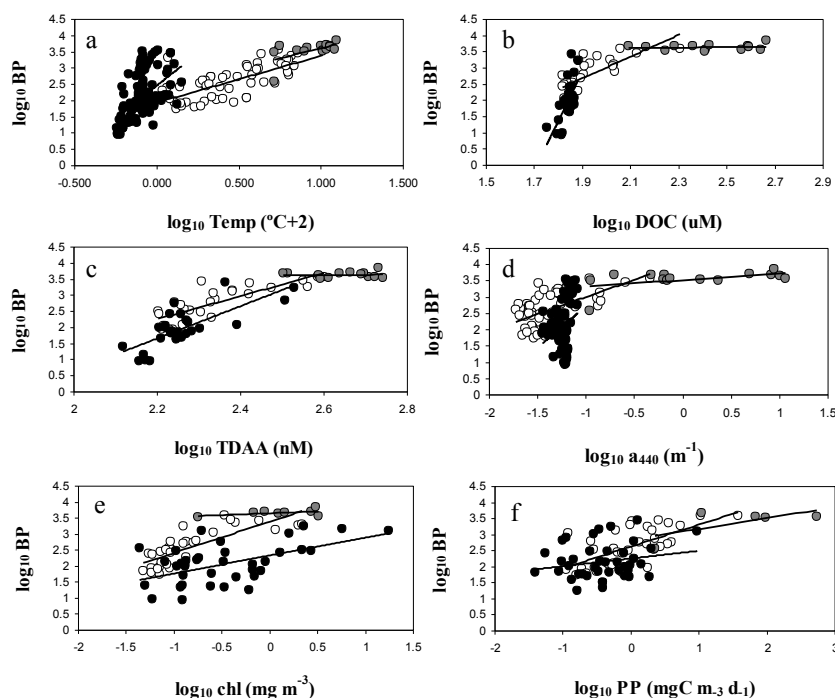 a
log₁₀ BP
4.5
4
3.5
3
2.5
2
1.5
1
0.5
0
-0.500 0.000 0.500 1.000 1.500
log₁₀ Temp (ºC+2)
b
log₁₀ BP
4.5
4
3.5
3
2.5
2
1.5
1
0.5
0
1.5 1.7 1.9 2.1 2.3 2.5 2.7 2.9
log₁₀ DOC (uM)
c
log₁₀ BP
4.5
4
3.5
3
2.5
2
1.5
1
0.5
0
2 2.2 2.4 2.6 2.8
log₁₀ TDAA (nM)
d
log₁₀ BP
4.5
4
3.5
3
2.5
2
1.5
1
0.5
0
-2 -1.5 -1 -0.5 0 0.5 1 1.5
log₁₀ a₄₄₀ (m⁻¹)
e
log₁₀ BP
4.5
4
3.5
3
2.5
2
1.5
1
0.5
0
-2 -1.5 -1 -0.5 0 0.5 1 1.5
log₁₀ chl (mg m⁻³)
f
log₁₀ BP
4.5
4
3.5
3
2.5
2
1.5
1
0.5
0
-2 -1 0 1 2 3
log₁₀ PP (mgC m₋₃ d₋₁)